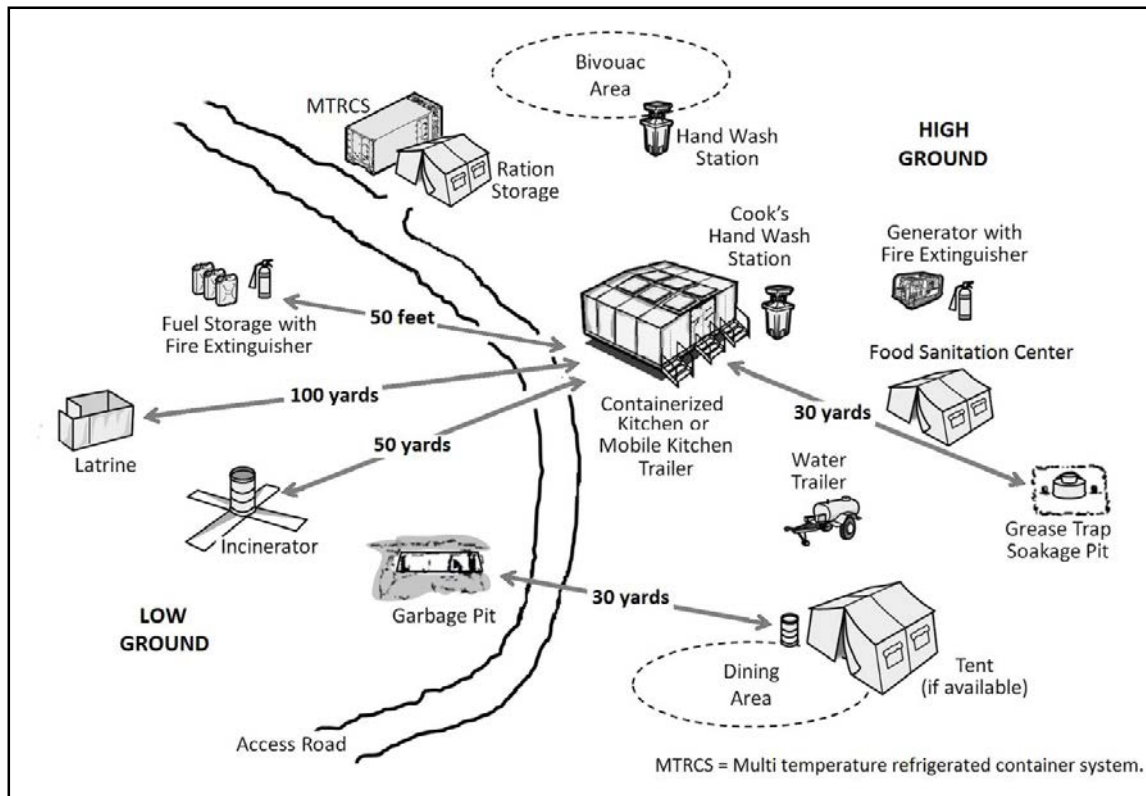 Bivouac
Area
MTRCS
Hand Wash
Station
HIGH
GROUND
Ration
Storage
Cook's
Hand Wash
Station
Generator with
Fire Extinguisher
50 feet
Fuel Storage with
Fire Extinguisher
Food Sanitation Center
100 yards
30 yards
Containerized
Kitchen or
Mobile Kitchen
Trailer
50 yards
Latrine
Water
Trailer
Incinerator
Grease Trap
Soakage Pit
30 yards
Garbage Pit
LOW
GROUND
Dining
Area
Tent
(if available)
Access Road
MTRCS = Multi temperature refrigerated container system.